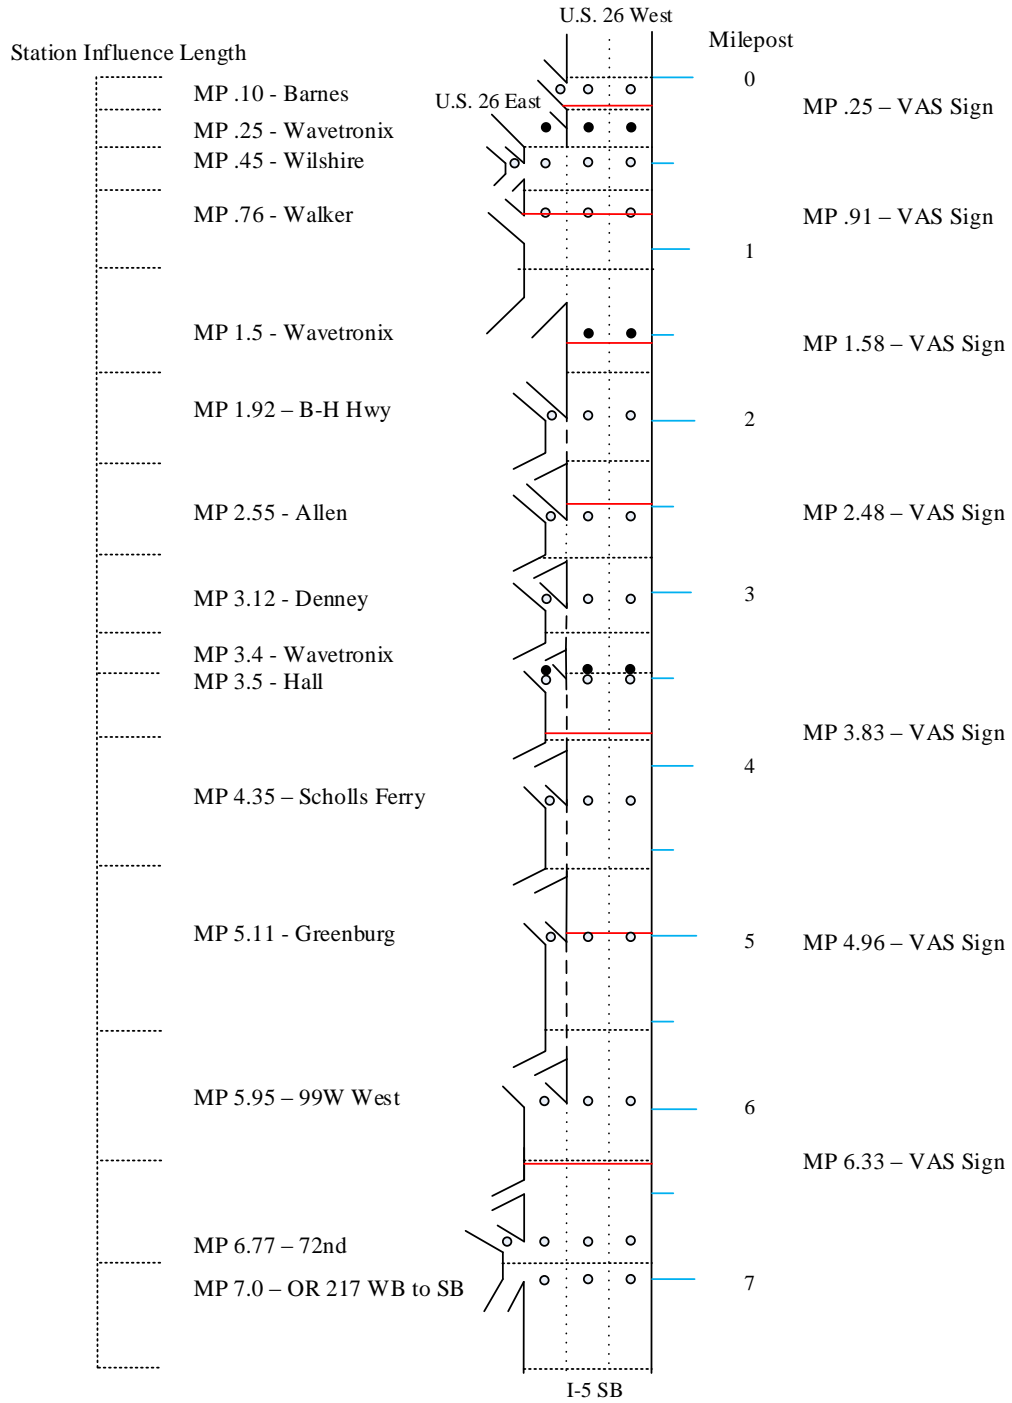 U.S. 26 West
Station Influence Length
Milepost
0
MP .10 - Barnes
U.S. 26 East
MP .25 – VAS Sign
MP .25 - Wavetronix
MP .45 - Wilshire
MP .76 - Walker
MP .91 – VAS Sign
1
MP 1.5 - Wavetronix
MP 1.58 – VAS Sign
MP 1.92 – B-H Hwy
2
MP 2.55 - Allen
MP 2.48 – VAS Sign
MP 3.12 - Denney
3
MP 3.4 - Wavetronix
MP 3.5 - Hall
MP 3.83 – VAS Sign
4
MP 4.35 – Scholls Ferry
MP 5.11 - Greenburg
5
MP 4.96 – VAS Sign
MP 5.95 – 99W West
6
MP 6.33 – VAS Sign
MP 6.77 – 72nd
MP 7.0 – OR 217 WB to SB
7
I-5 SB